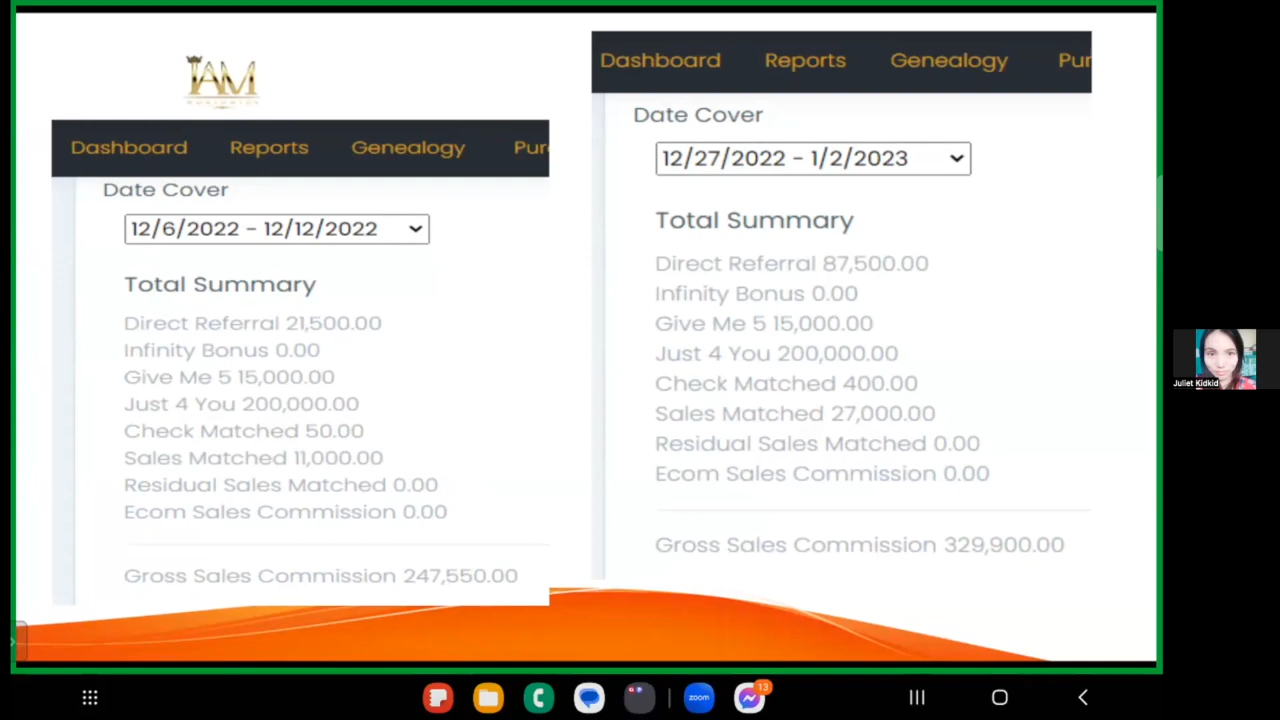 IAM
WORLDWIDE
Dashboard Reports Genealogy Pur
Date Cover
12/6/2022 - 12/12/2022
Total Summary
Direct Referral 21,500.00
Infinity Bonus 0.00
Give Me 5 15,000.00
Just 4 You 200,000.00
Check Matched 50.00
Sales Matched 11,000.00
Residual Sales Matched 0.00
Ecom Sales Commission 0.00
Gross Sales Commission 247,550.00
Dashboard Reports Genealogy Pur
Date Cover
12/27/2022 - 1/2/2023
Total Summary
Direct Referral 87,500.00
Infinity Bonus 0.00
Give Me 5 15,000.00
Just 4 You 200,000.00
Check Matched 400.00
Sales Matched 27,000.00
Residual Sales Matched 0.00
Ecom Sales Commission 0.00
Gross Sales Commission 329,900.00
Juliet Kidkid
zoom
13